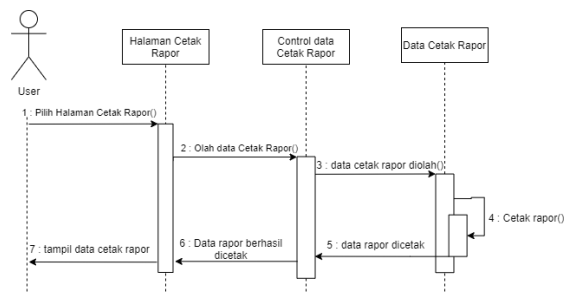 Halaman Cetak
Rapor
Control data
Cetak Rapor
Data Cetak Rapor
User
1 : Pilih Halaman Cetak Rapor()
2 : Olah data Cetak Rapor()
3 : data cetak rapor diolah()
4 : Cetak rapor()
5 : data rapor dicetak
6 : Data rapor berhasil
dicetak
7 : tampil data cetak rapor